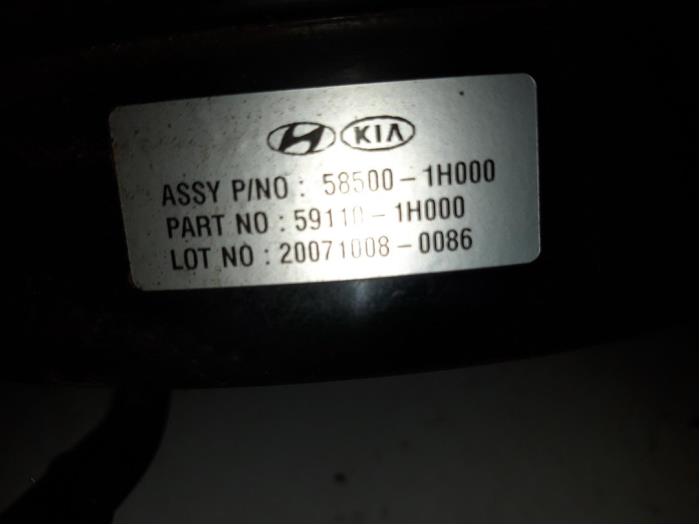 KIA
ASSY P/NO : 58500-1H000
PART NO : 59110-1H000
LOT NO : 20071008-0086